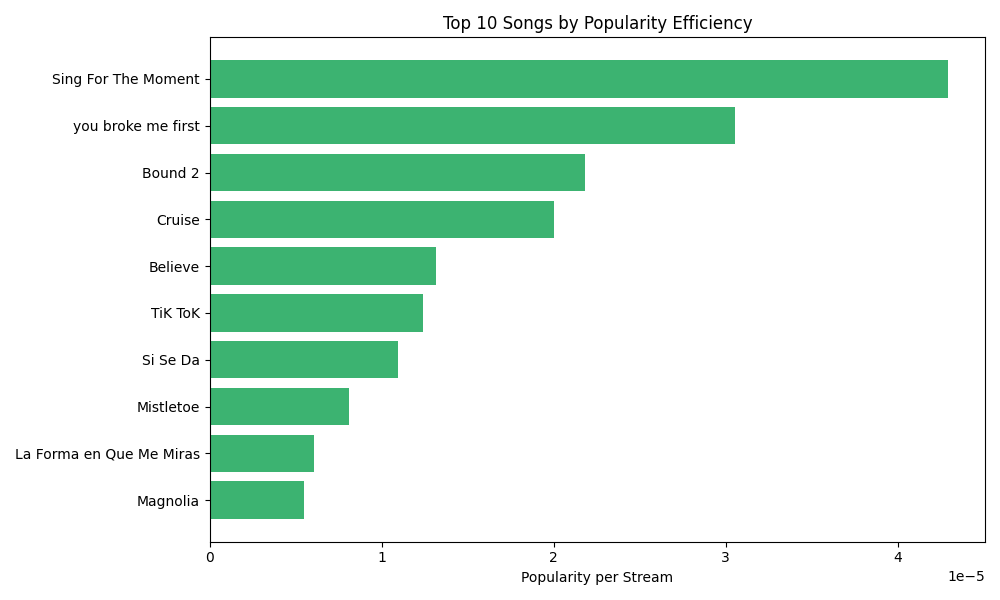 Top 10 Songs by Popularity Efficiency
Sing For The Moment
you broke me first
Bound 2
Cruise
Believe
TiK ToK
Si Se Da
Mistletoe
La Forma en Que Me Miras
Magnolia
0 1 2 3 4
1e−5
Popularity per Stream